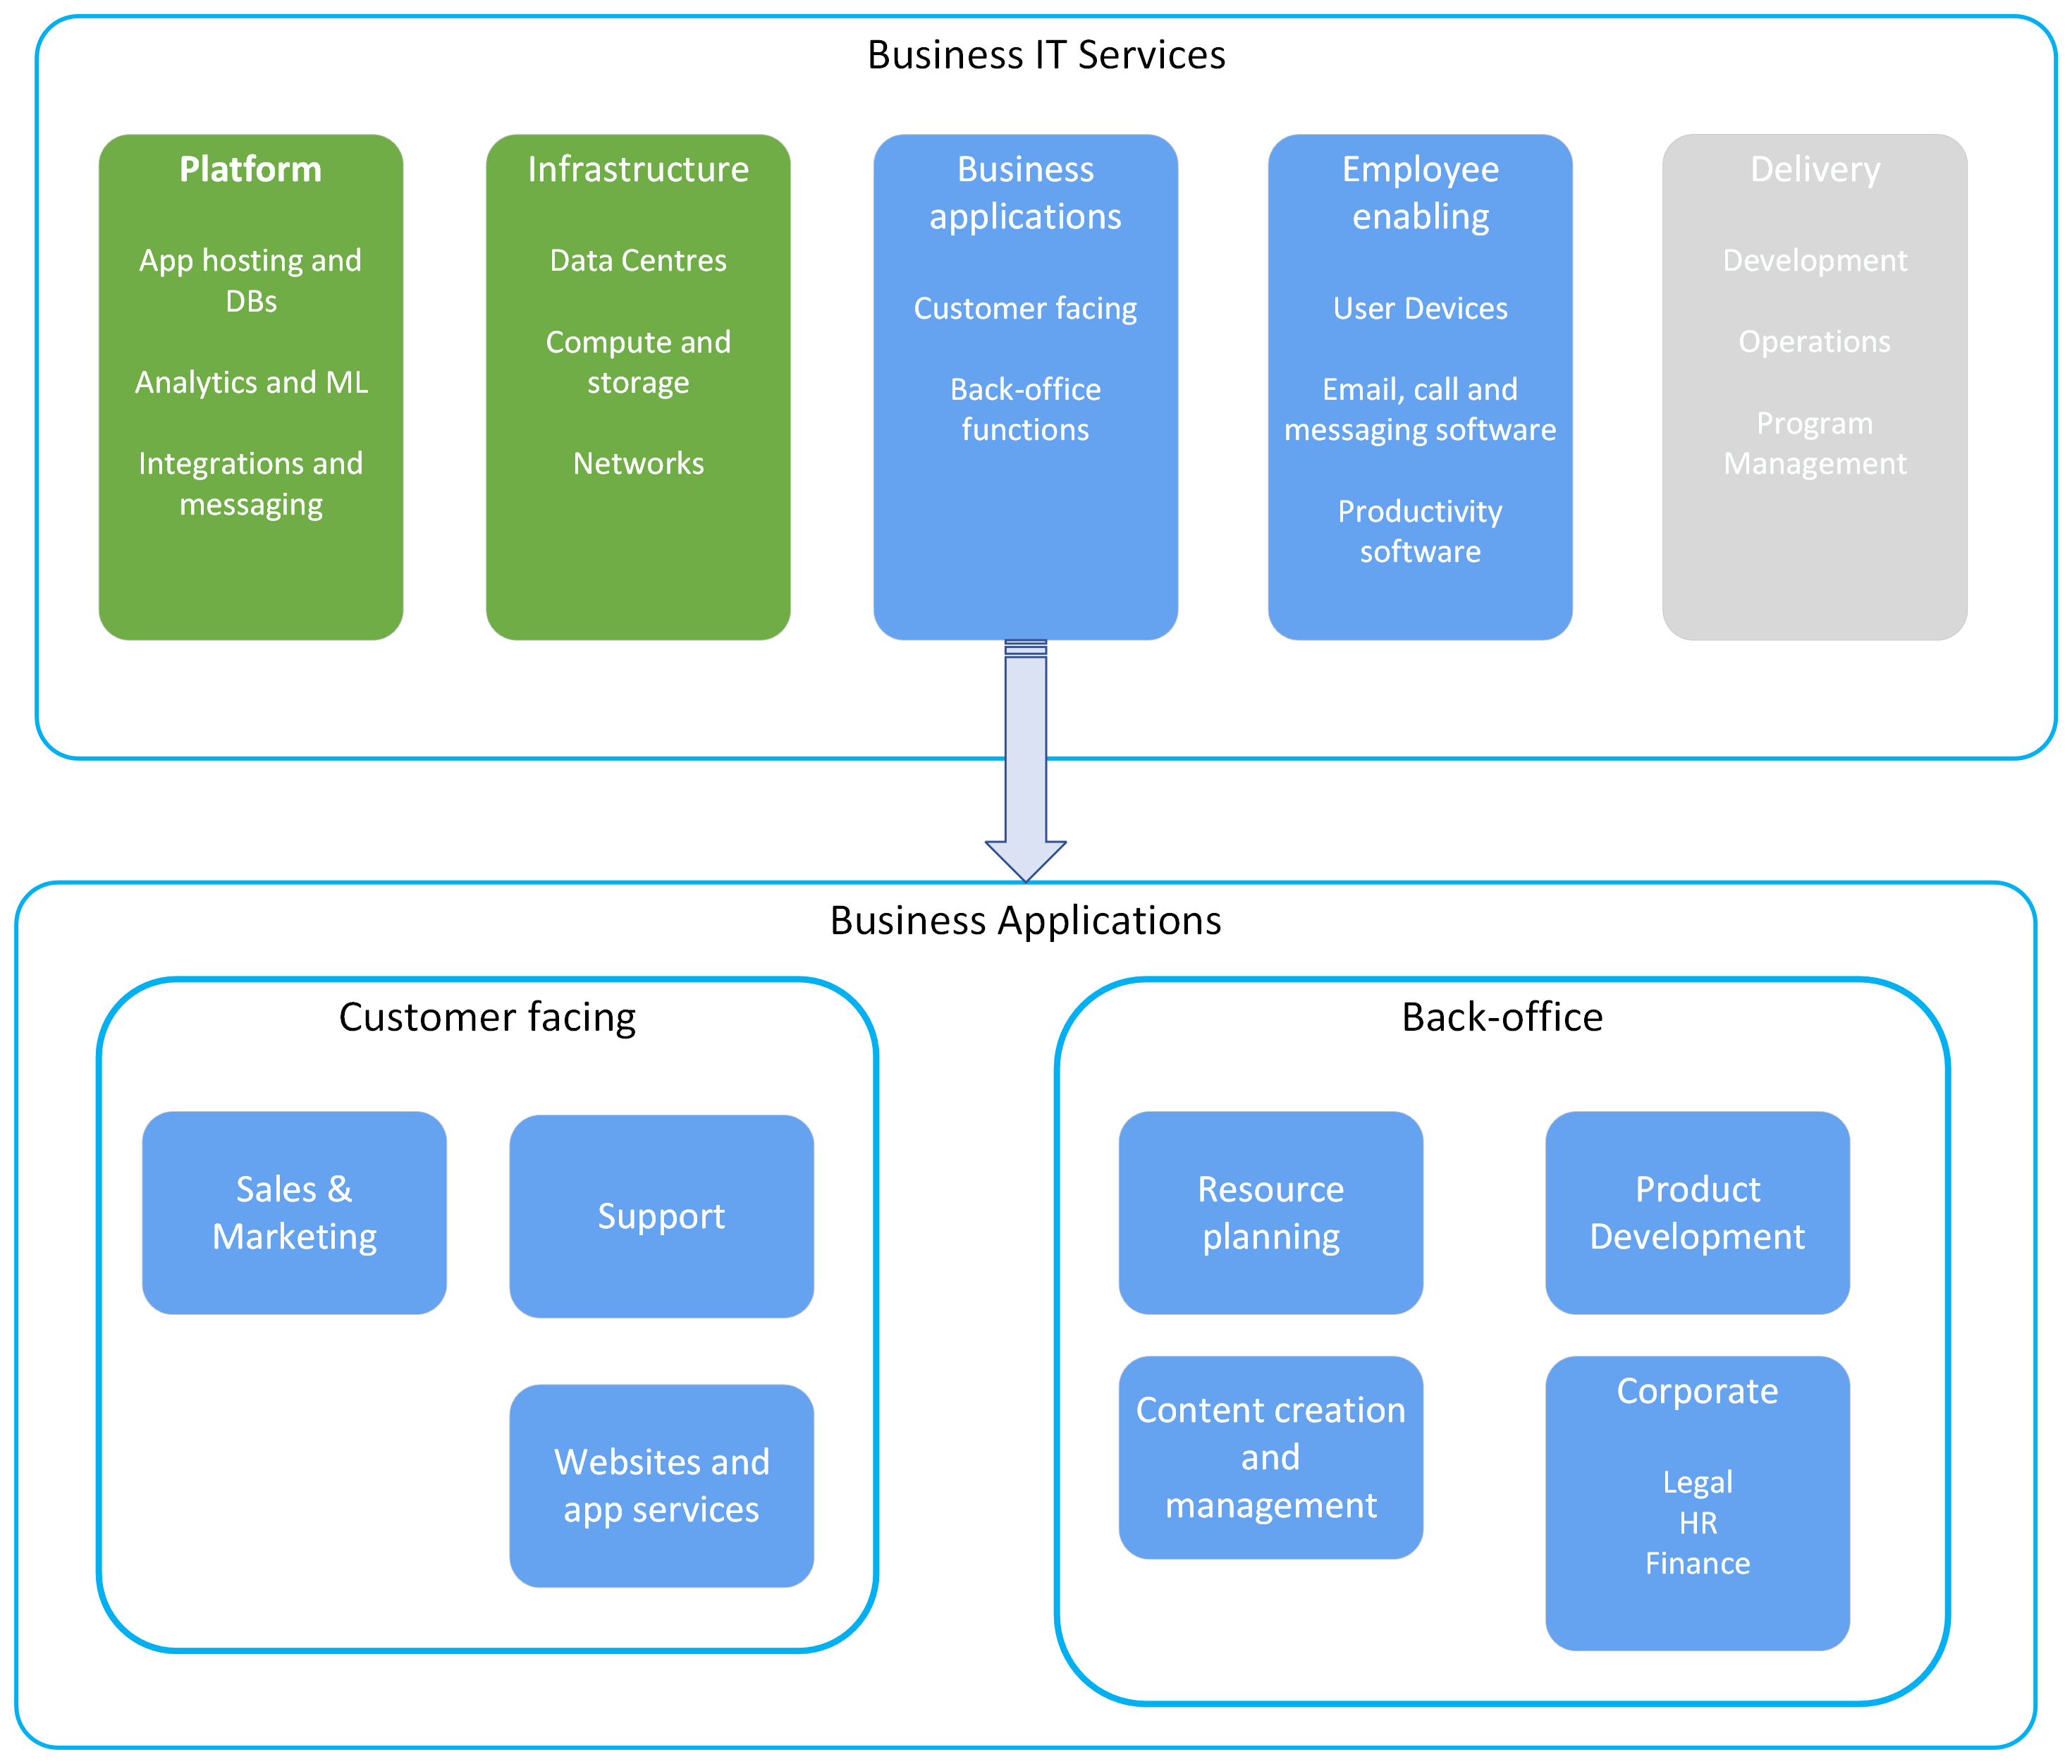 Business IT Services
Platform
App hosting and
DBs
Analytics and ML
Integrations and
messaging
Infrastructure
Data Centres
Compute and
storage
Networks
Business
applications
Customer facing
Back-office
functions
Employee
enabling
User Devices
Email, call and
messaging software
Productivity
software
Delivery
Development
Operations
Program
Management
Business Applications
Customer facing
Sales &
Marketing
Support
Websites and
app services
Back-office
Resource
planning
Product
Development
Content creation
and
management
Corporate
Legal
HR
Finance